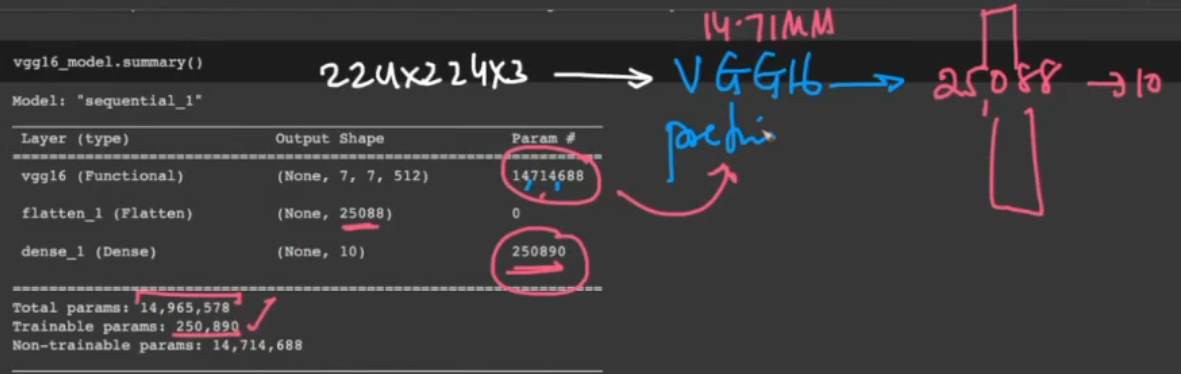 14.71MM
vgg16_model.summary()
224x224x3 → VGG16 → 25,088 → 10
Model: "sequential_1"
Layer (type) Output Shape Param #
vgg16 (Functional) (None, 7, 7, 512) 14714688
flatten_1 (Flatten) (None, 25088) 0
dense_1 (Dense) (None, 10) 250890
Total params: 14,965,578
Trainable params: 250,890
Non-trainable params: 14,714,688